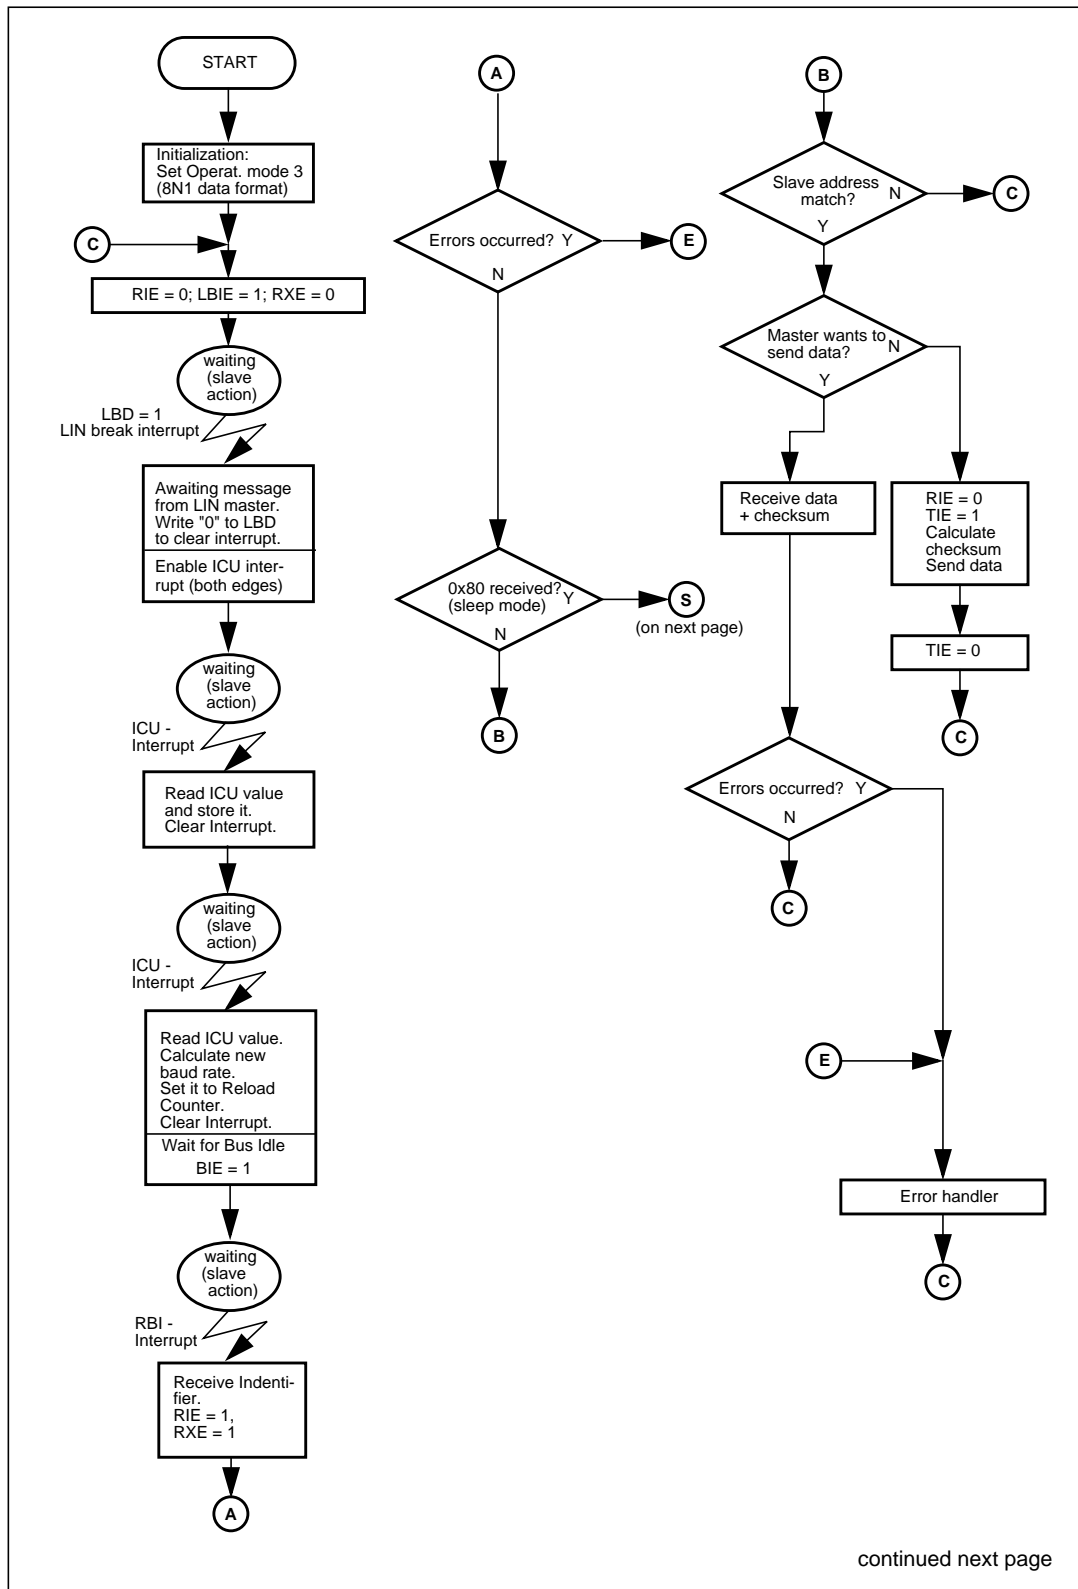 START
Initialization:
Set Operat. mode 3
(8N1 data format)
C
RIE = 0; LBIE = 1; RXE = 0
waiting
(slave
action)
LBD = 1
LIN break interrupt
Awaiting message
from LIN master.
Write "0" to LBD
to clear interrupt.
Enable ICU inter-
rupt (both edges)
waiting
(slave
action)
ICU -
Interrupt
Read ICU value
and store it.
Clear Interrupt.
waiting
(slave
action)
ICU -
Interrupt
Read ICU value.
Calculate new
baud rate.
Set it to Reload
Counter.
Clear Interrupt.
Wait for Bus Idle
BIE = 1
waiting
(slave
action)
RBI -
Interrupt
Receive Indenti-
fier.
RIE = 1,
RXE = 1
A
A
Errors occurred? Y
N
E
0x80 received?
(sleep mode)
Y
N
S
(on next page)
B
B
Slave address
match?
N
Y
C
Master wants to
send data?
N
Y
Receive data
+ checksum
RIE = 0
TIE = 1
Calculate
checksum
Send data
TIE = 0
C
Errors occurred? Y
N
C
E
Error handler
C
continued next page